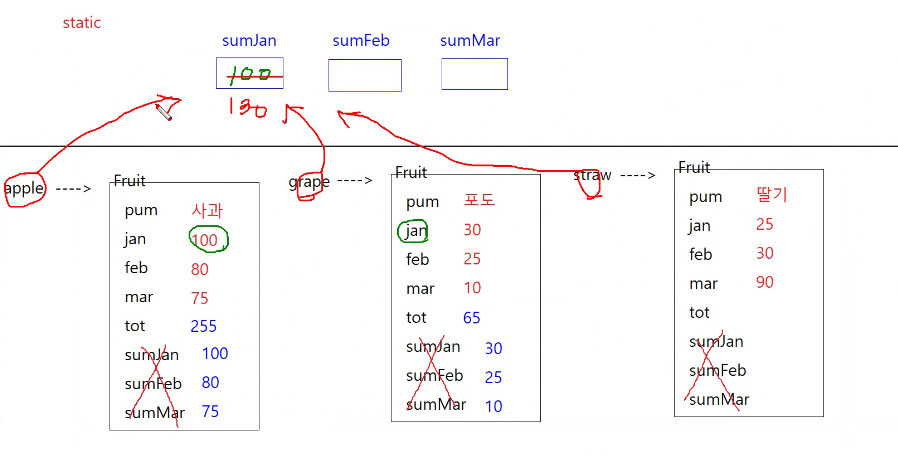 static
sumJan sumFeb sumMar
100
130
apple ----> Fruit
pum 사과
jan 100
feb 80
mar 75
tot 255
sumJan 100
sumFeb 80
sumMar 75
grape ----> Fruit
pum 포도
jan 30
feb 25
mar 10
tot 65
sumJan 30
sumFeb 25
sumMar 10
straw ----> Fruit
pum 딸기
jan 25
feb 30
mar 90
tot
sumJan
sumFeb
sumMar